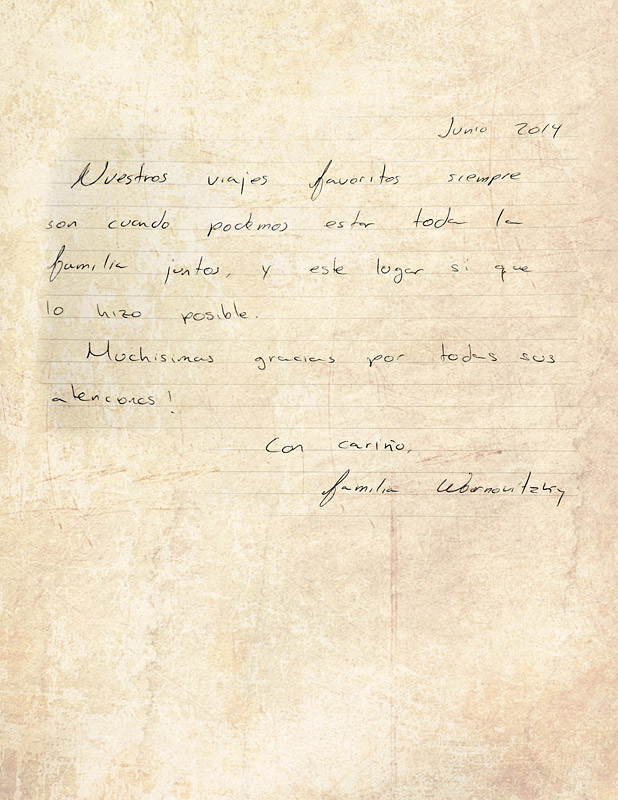 Junio 2014
Nuestros viajes favoritos siempre
son cuando podemos estar toda la
familia juntos, y este lugar si que
lo hizo posible.
Muchisimas gracias por todas sus
atenciones!
Con cariño,
familia